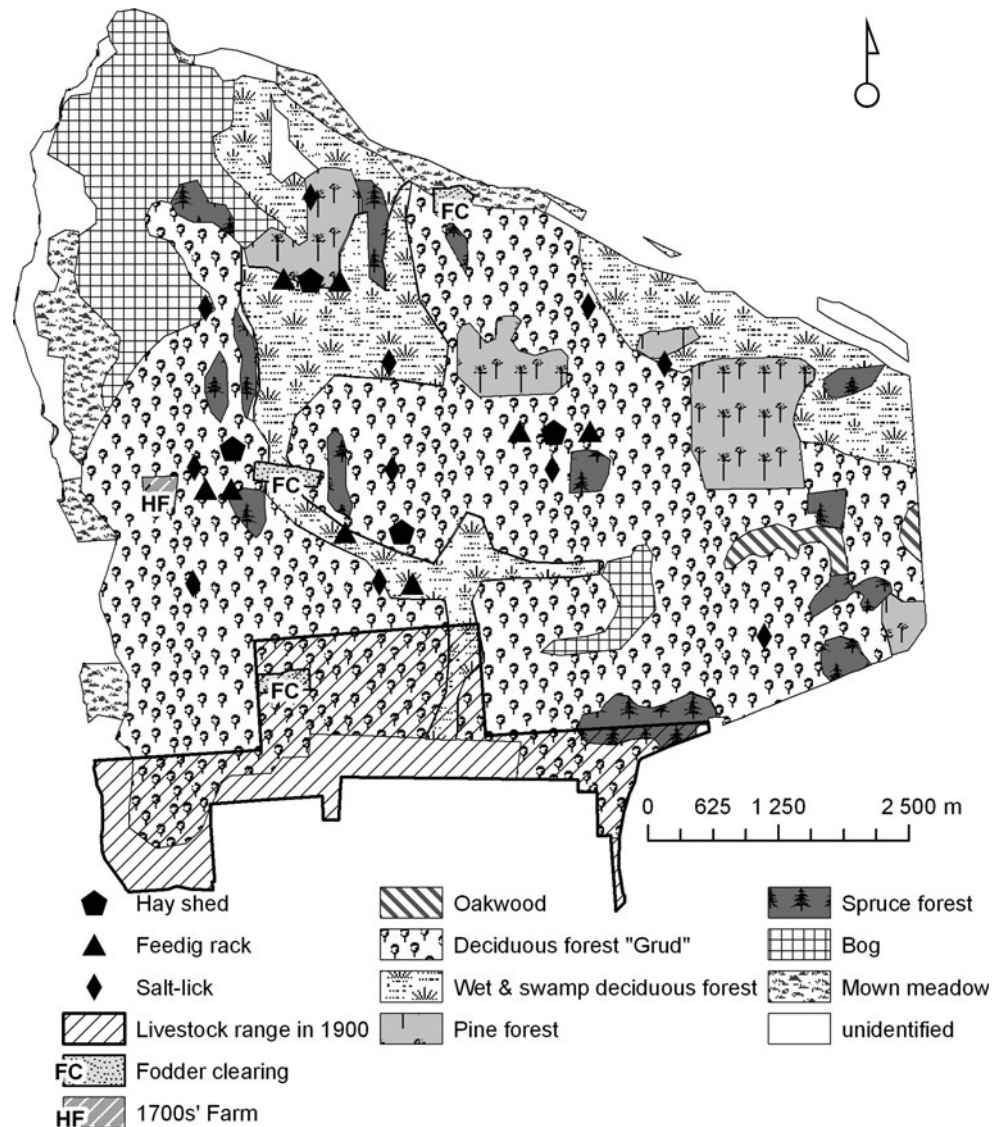 FC
HF
FC
FC
0 625 1 250 2 500 m
Hay shed
Oakwood
Spruce forest
Feedig rack
Deciduous forest "Grud"
Bog
Salt-lick
Wet & swamp deciduous forest
Mown meadow
Livestock range in 1900
Pine forest
unidentified
FC Fodder clearing
HF 1700s' Farm